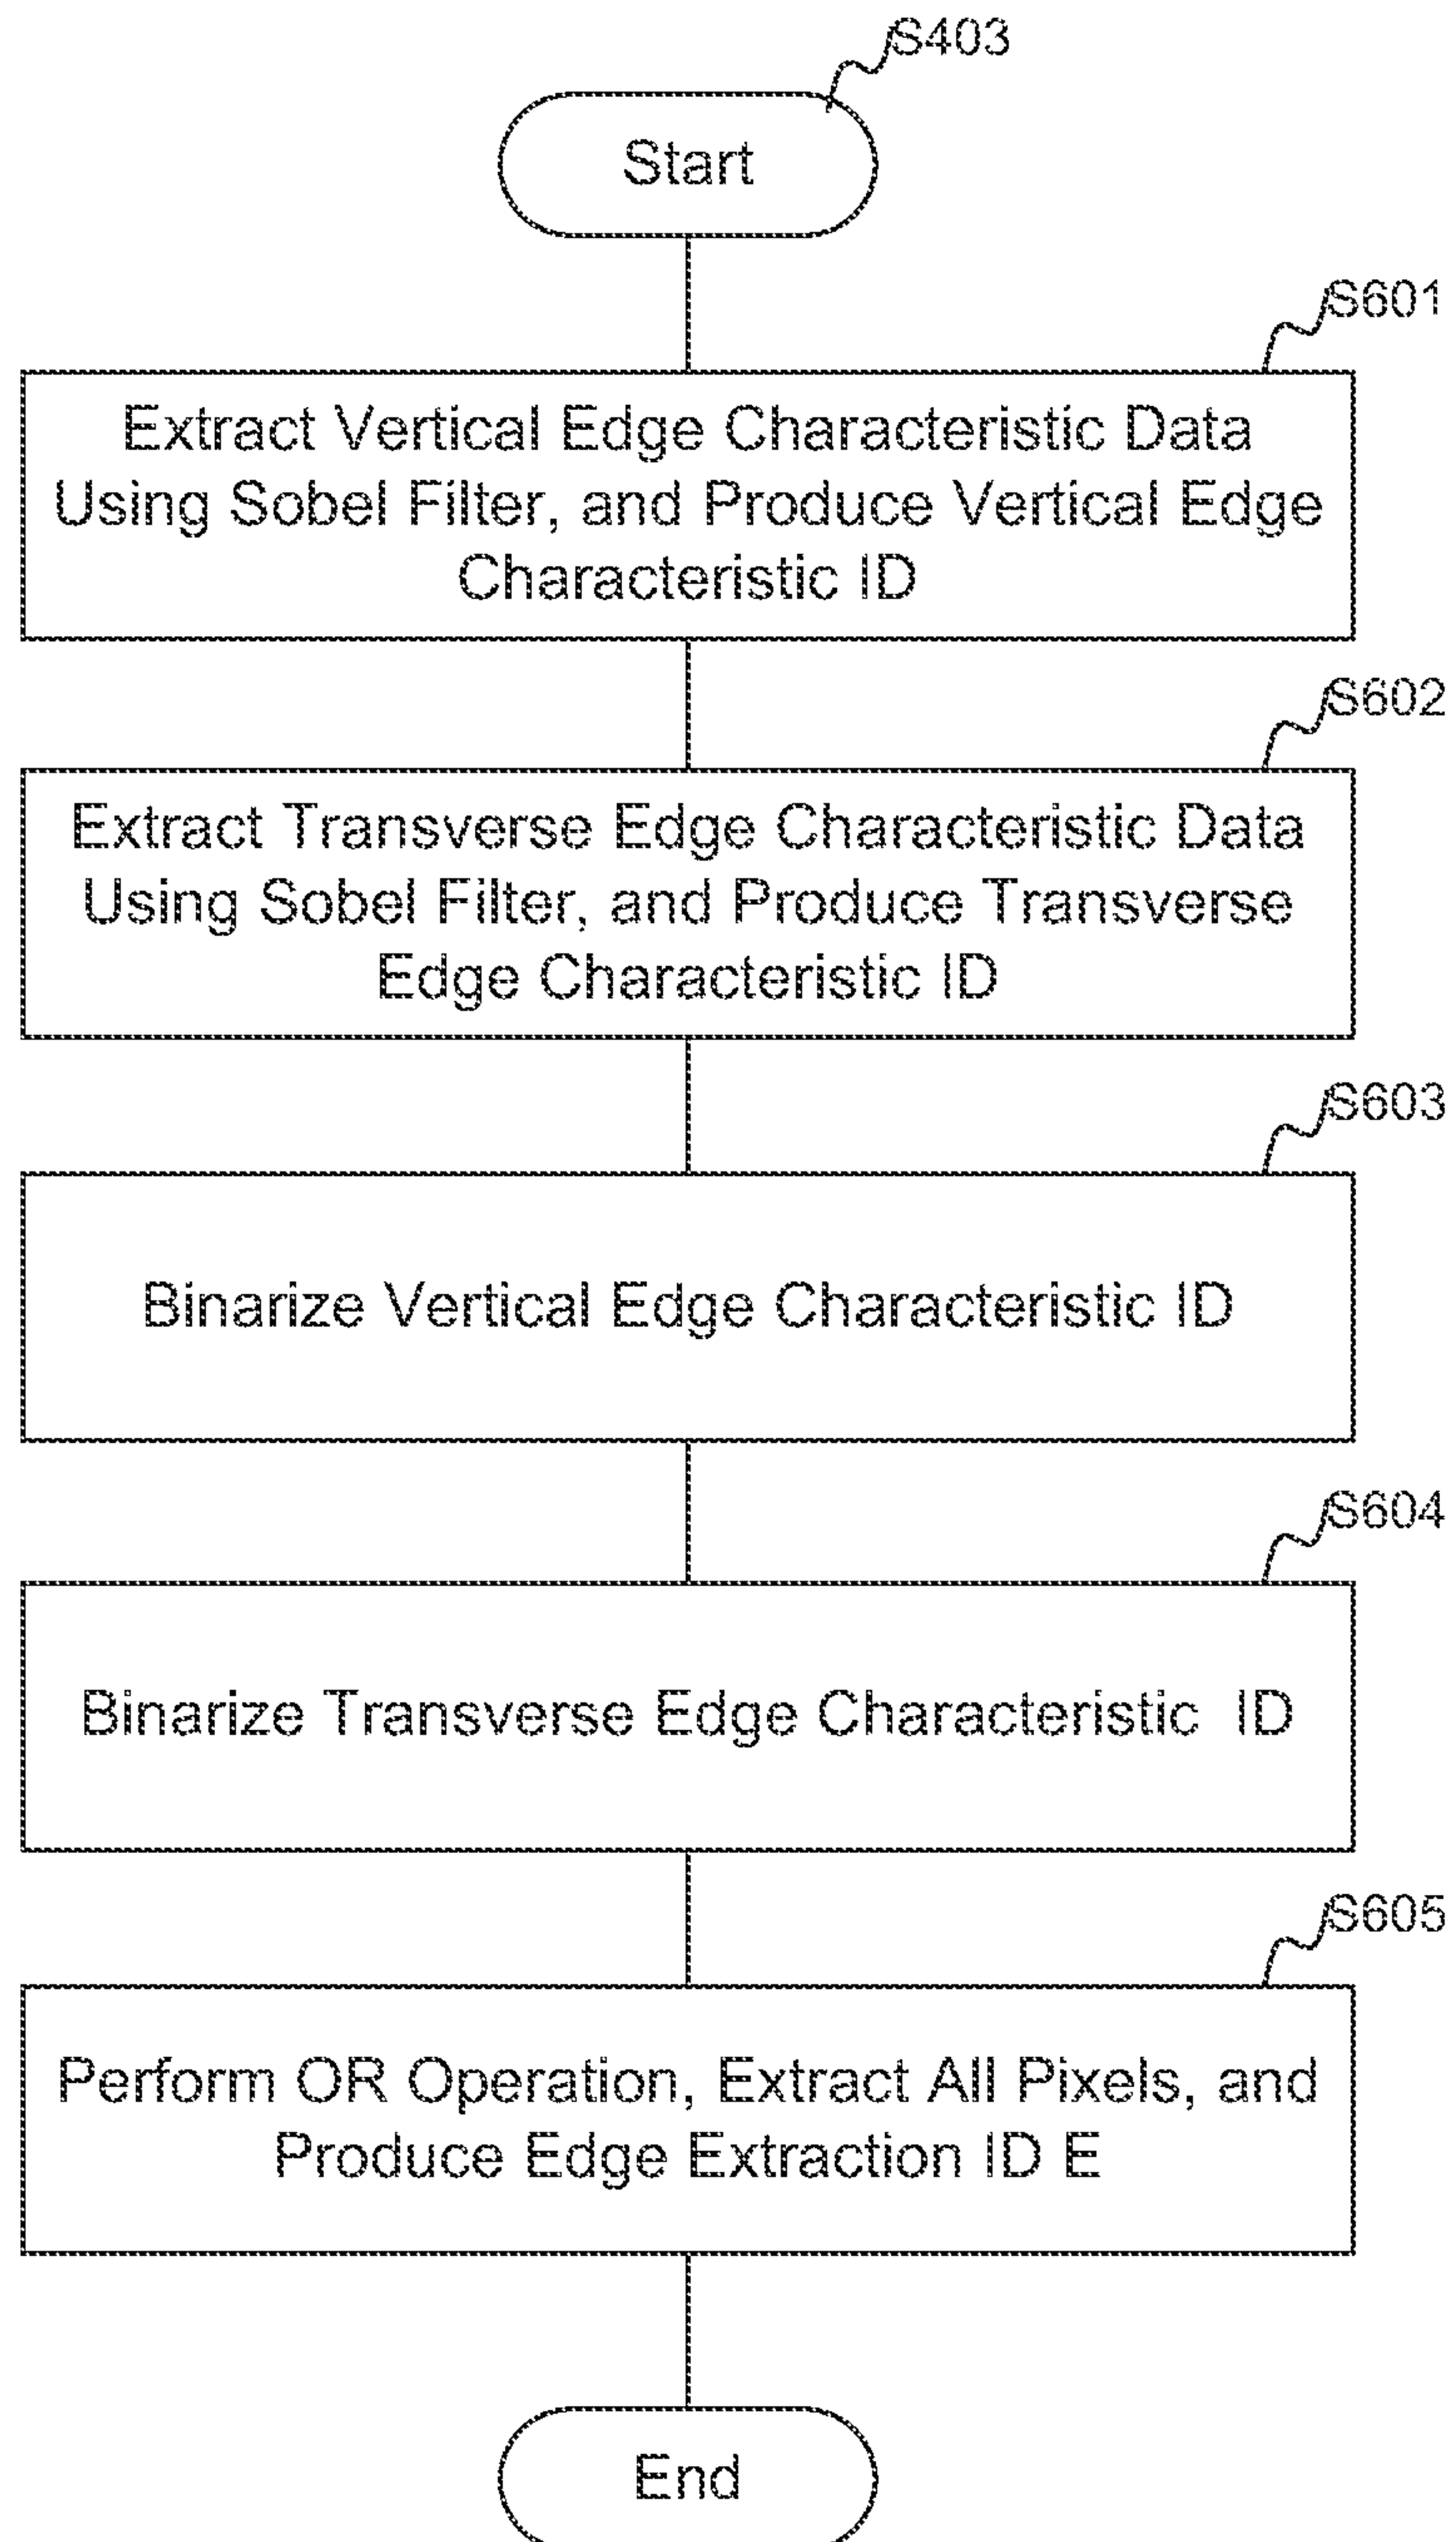 S403
Start
S601
Extract Vertical Edge Characteristic Data
Using Sobel Filter, and Produce Vertical Edge
Characteristic ID
S602
Extract Transverse Edge Characteristic Data
Using Sobel Filter, and Produce Transverse
Edge Characteristic ID
S603
Binarize Vertical Edge Characteristic ID
S604
Binarize Transverse Edge Characteristic ID
S605
Perform OR Operation, Extract All Pixels, and
Produce Edge Extraction ID E
End